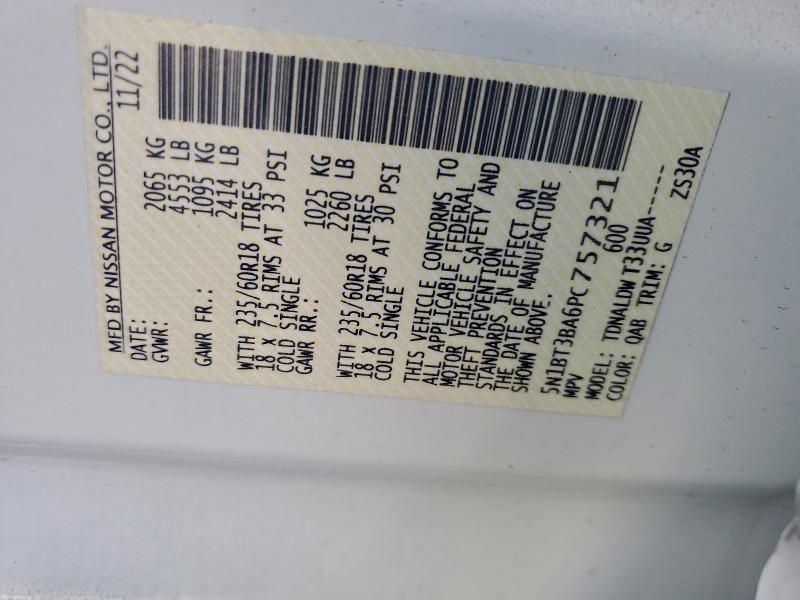 MFD BY NISSAN MOTOR CO., LTD.
DATE: 11/22
GVWR: 2065 KG
4553 LB
GAWR FR.: 1095 KG
2414 LB
WITH 235/60R18 TIRES
18 X 7.5 RIMS AT 33 PSI
COLD SINGLE
GAWR RR.: 1025 KG
2260 LB
WITH 235/60R18 TIRES
18 X 7.5 RIMS AT 30 PSI
COLD SINGLE
THIS VEHICLE CONFORMS TO
ALL APPLICABLE FEDERAL
MOTOR VEHICLE SAFETY AND
THEFT PREVENTION
STANDARDS IN EFFECT ON
THE DATE OF MANUFACTURE
SHOWN ABOVE.
5N1BT3BA6PC757321
MPV 600
MODEL: TDNALDWT33UUA------
COLOR: QAB TRIM: G ZS30A